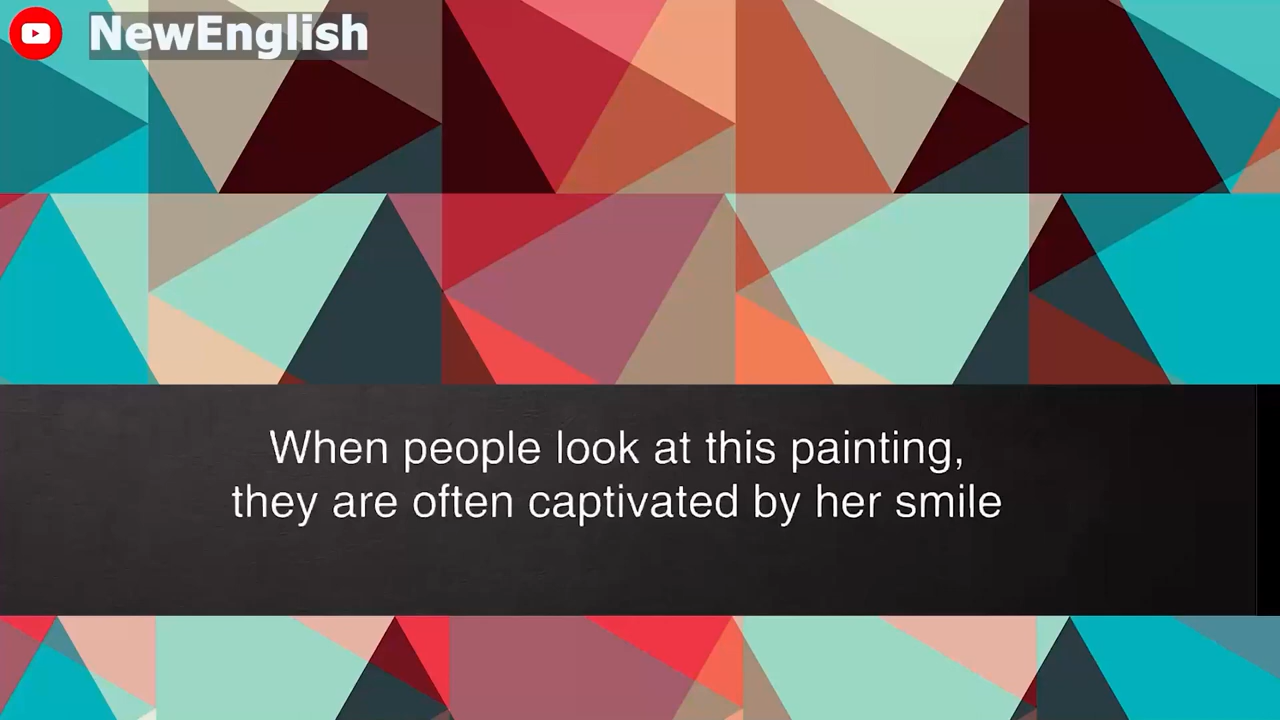 NewEnglish
When people look at this painting,
they are often captivated by her smile